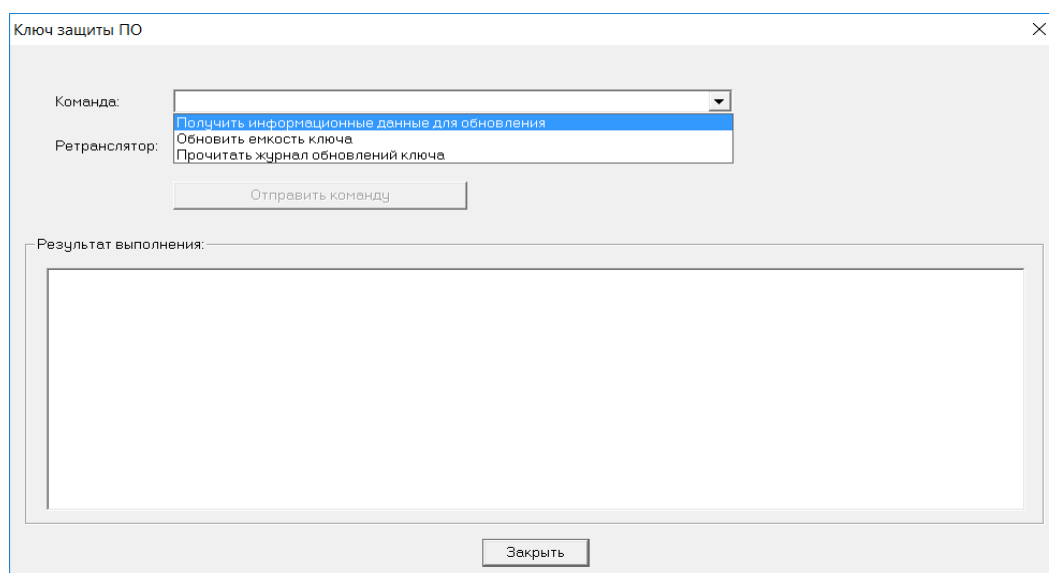 Ключ защиты ПО
Команда:
Получить информационные данные для обновления
Обновить емкость ключа
Ретранслятор:
Прочитать журнал обновлений ключа
Отправить команду
Результат выполнения:
Закрыть